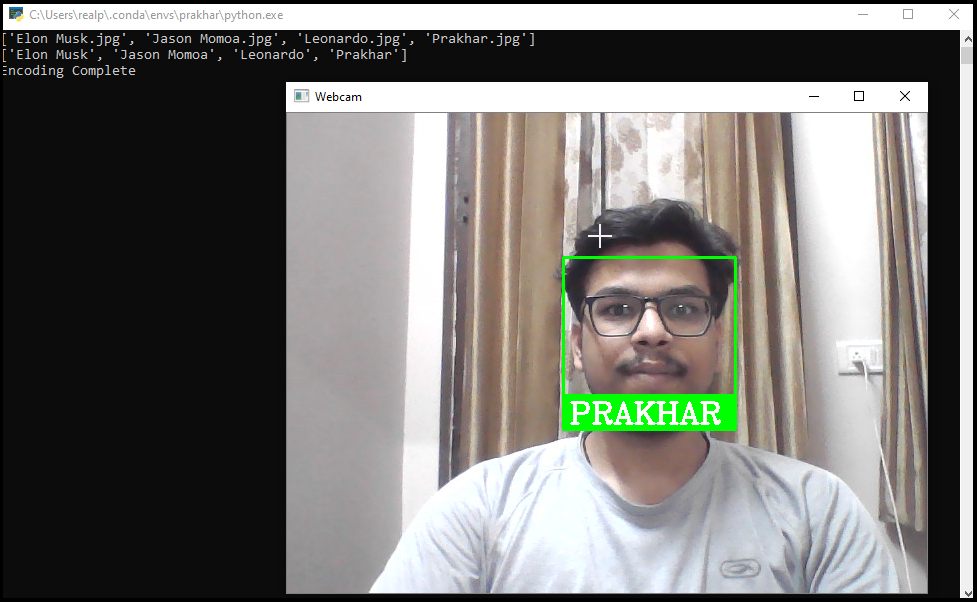 C:\Users\realp\.conda\envs\prakhar\python.exe
['Elon Musk.jpg', 'Jason Momoa.jpg', 'Leonardo.jpg', 'Prakhar.jpg']
['Elon Musk', 'Jason Momoa', 'Leonardo', 'Prakhar']
Encoding Complete
Webcam
PRAKHAR